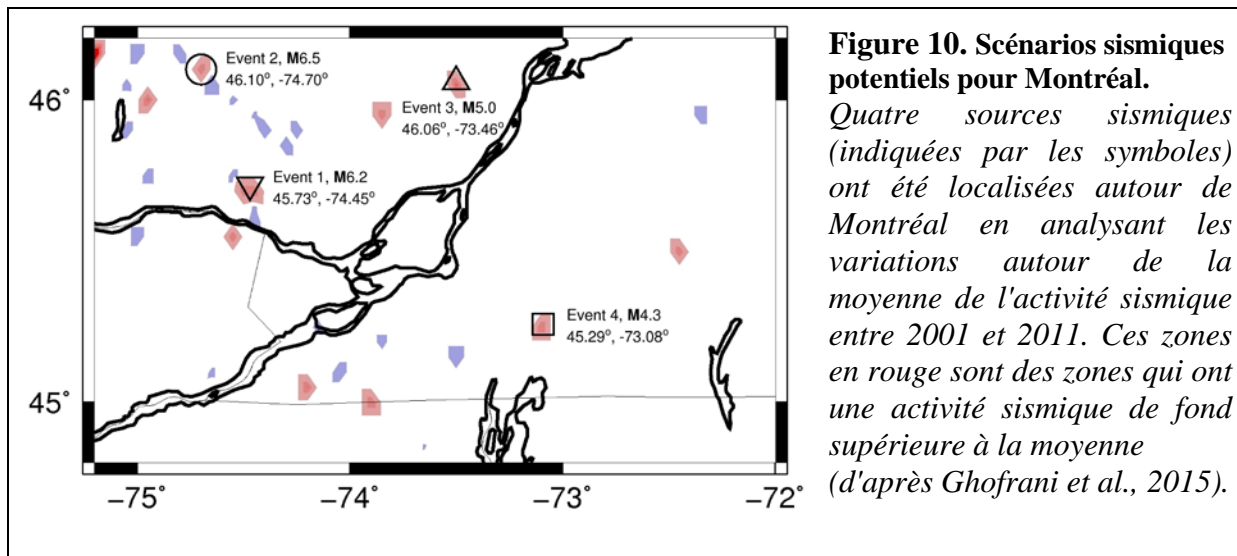 Event 2, M6.5
46.10°, -74.70°
46°
Event 3, M5.0
46.06°, -73.46°
Event 1, M6.2
45.73°, -74.45°
Event 4, M4.3
45.29°, -73.08°
45°
−75° −74° −73° −72°
Figure 10. Scénarios sismiques
potentiels pour Montréal.
Quatre sources sismiques
(indiquées par les symboles)
ont été localisées autour de
Montréal en analysant les
variations autour de la
moyenne de l'activité sismique
entre 2001 et 2011. Ces zones
en rouge sont des zones qui ont
une activité sismique de fond
supérieure à la moyenne
(d'après Ghofrani et al., 2015).